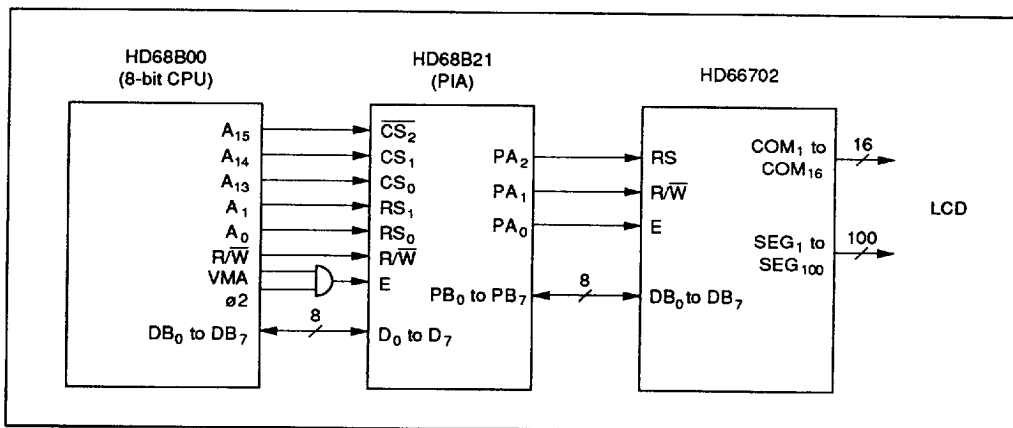 HD68B00
(8-bit CPU)
A15
A14
A13
A1
A0
R/W̅
VMA
ø2
DB0 to DB7
8
HD68B21
(PIA)
C̅S̅2̅
CS1
CS0
RS1
RS0
R/W̅
E
D0 to D7
PA2
PA1
PA0
PB0 to PB7
8
HD66702
RS
R/W̅
E
DB0 to DB7
COM1 to
COM16
SEG1 to
SEG100
16
100
LCD